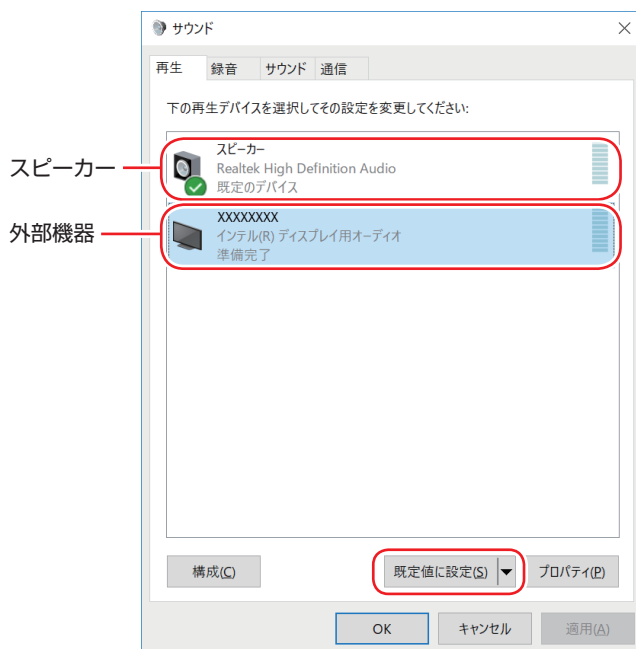 サウンド
再生 録音 サウンド 通信
下の再生デバイスを選択してその設定を変更してください:
スピーカー
スピーカー
Realtek High Definition Audio
既定のデバイス
外部機器
XXXXXXXX
インテル(R) ディスプレイ用オーディオ
準備完了
構成(C) 既定値に設定(S) プロパティ(P)
OK キャンセル 適用(A)